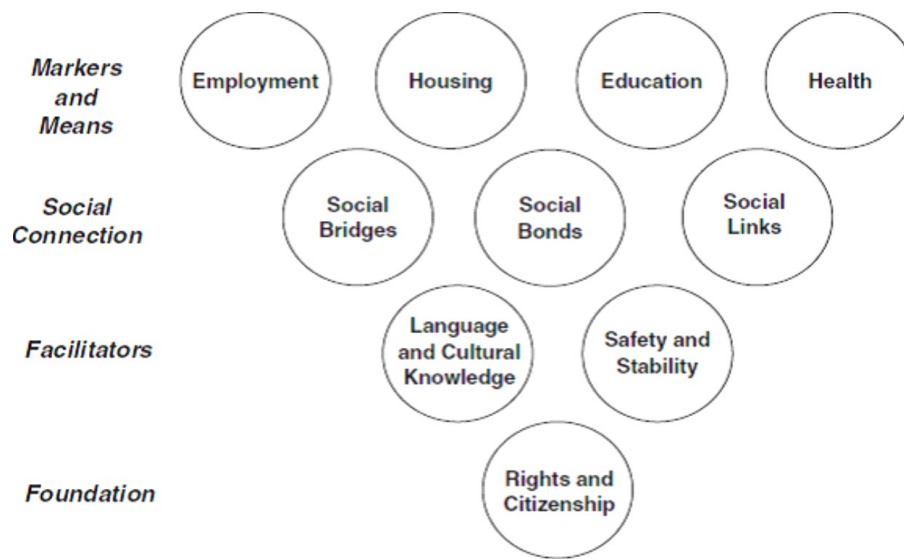 Markers
and
Means
Employment
Housing
Education
Health
Social
Connection
Social
Bridges
Social
Bonds
Social
Links
Facilitators
Language
and Cultural
Knowledge
Safety and
Stability
Foundation
Rights and
Citizenship